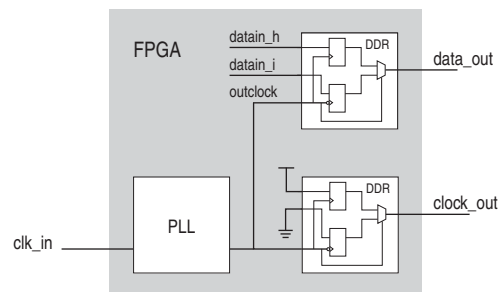 FPGA
datain_h
datain_i
outclock
DDR
data_out
DDR
clock_out
PLL
clk_in